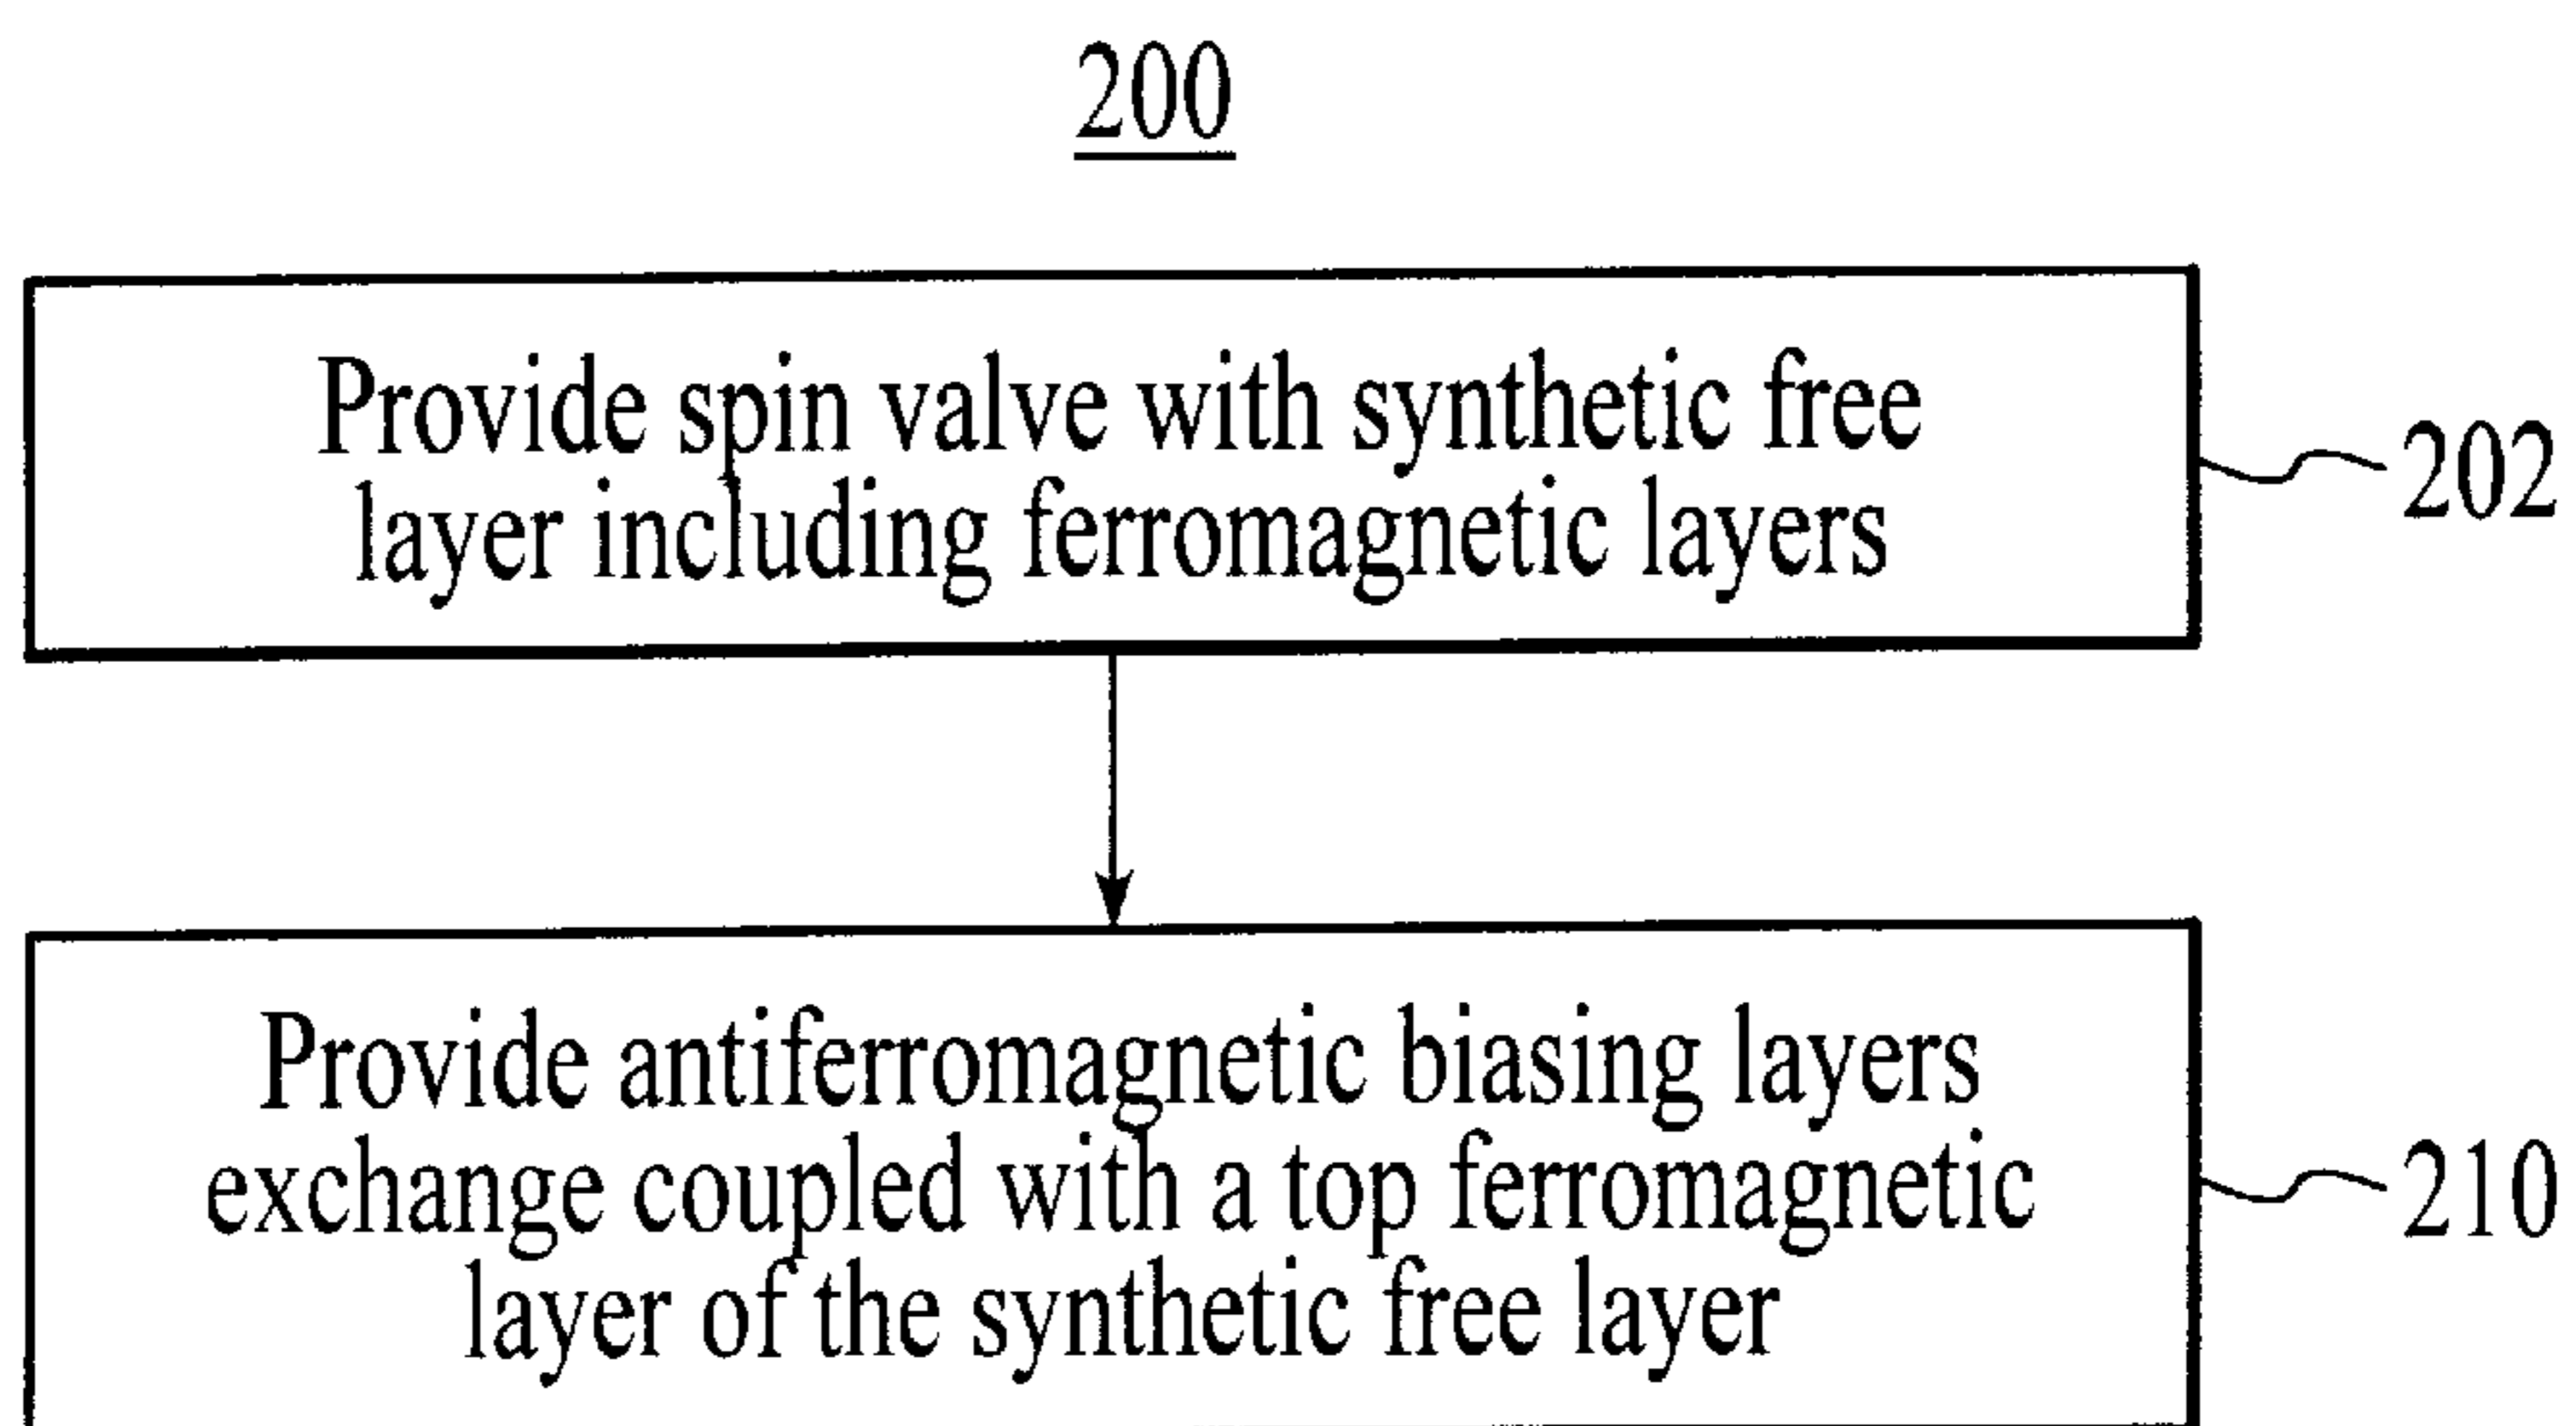 200
Provide spin valve with synthetic free
layer including ferromagnetic layers
202
Provide antiferromagnetic biasing layers
exchange coupled with a top ferromagnetic
layer of the synthetic free layer
210